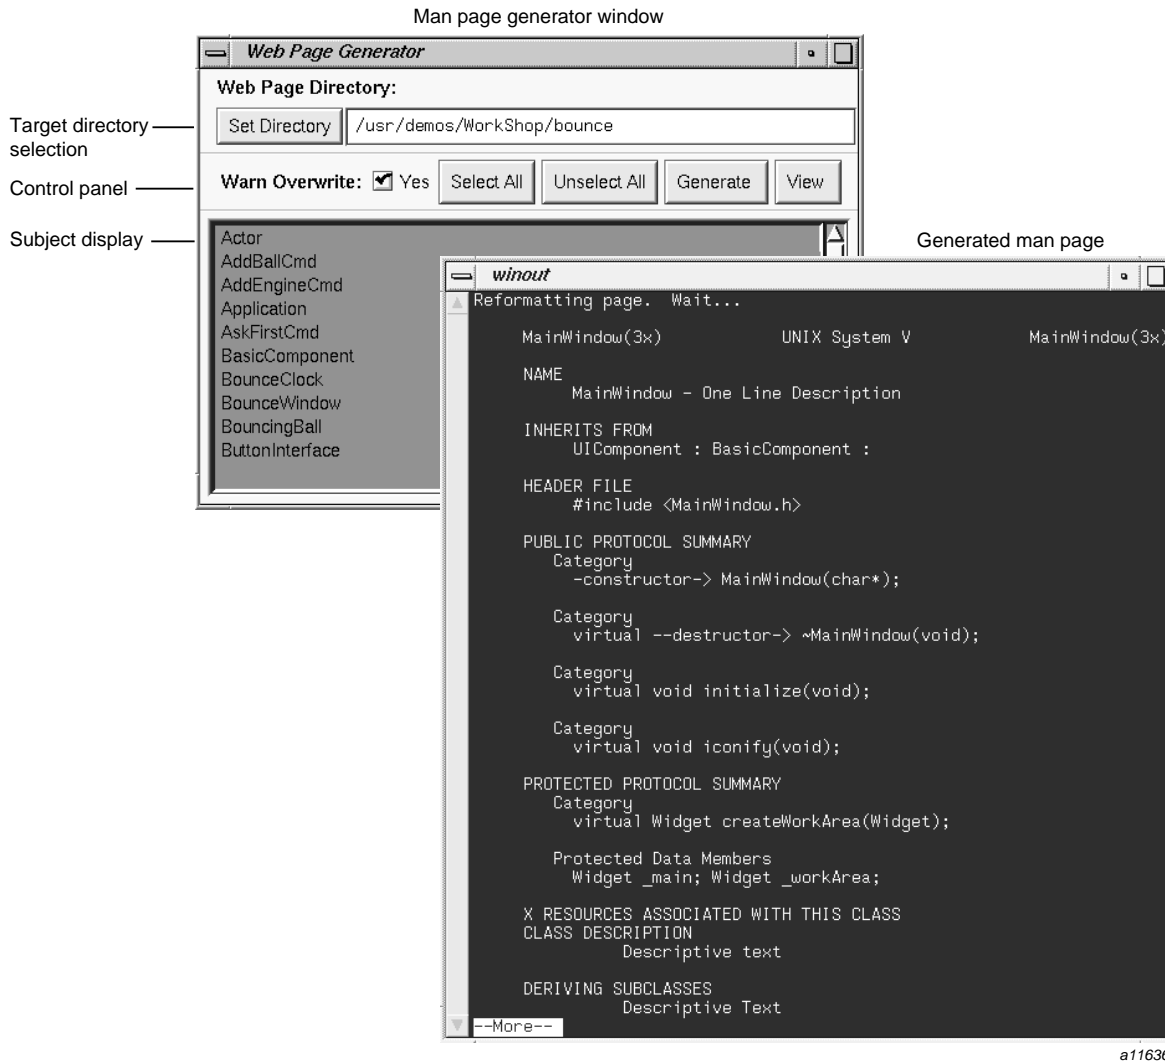 Man page generator window
Web Page Generator
Web Page Directory:
Target directory
selection
Set Directory
/usr/demos/WorkShop/bounce
Control panel
Warn Overwrite: Yes Select All Unselect All Generate View
Subject display
Actor
AddBallCmd
AddEngineCmd
Application
AskFirstCmd
BasicComponent
BounceClock
BounceWindow
BouncingBall
ButtonInterface
Generated man page
winout
Reformatting page.  Wait...
MainWindow(3x) UNIX System V MainWindow(3x)
NAME
MainWindow - One Line Description
INHERITS FROM
UIComponent : BasicComponent :
HEADER FILE
#include <MainWindow.h>
PUBLIC PROTOCOL SUMMARY
Category
-constructor-> MainWindow(char*);
Category
virtual --destructor-> ~MainWindow(void);
Category
virtual void initialize(void);
Category
virtual void iconify(void);
PROTECTED PROTOCOL SUMMARY
Category
virtual Widget createWorkArea(Widget);
Protected Data Members
Widget _main; Widget _workArea;
X RESOURCES ASSOCIATED WITH THIS CLASS
CLASS DESCRIPTION
Descriptive text
DERIVING SUBCLASSES
Descriptive Text
--More--